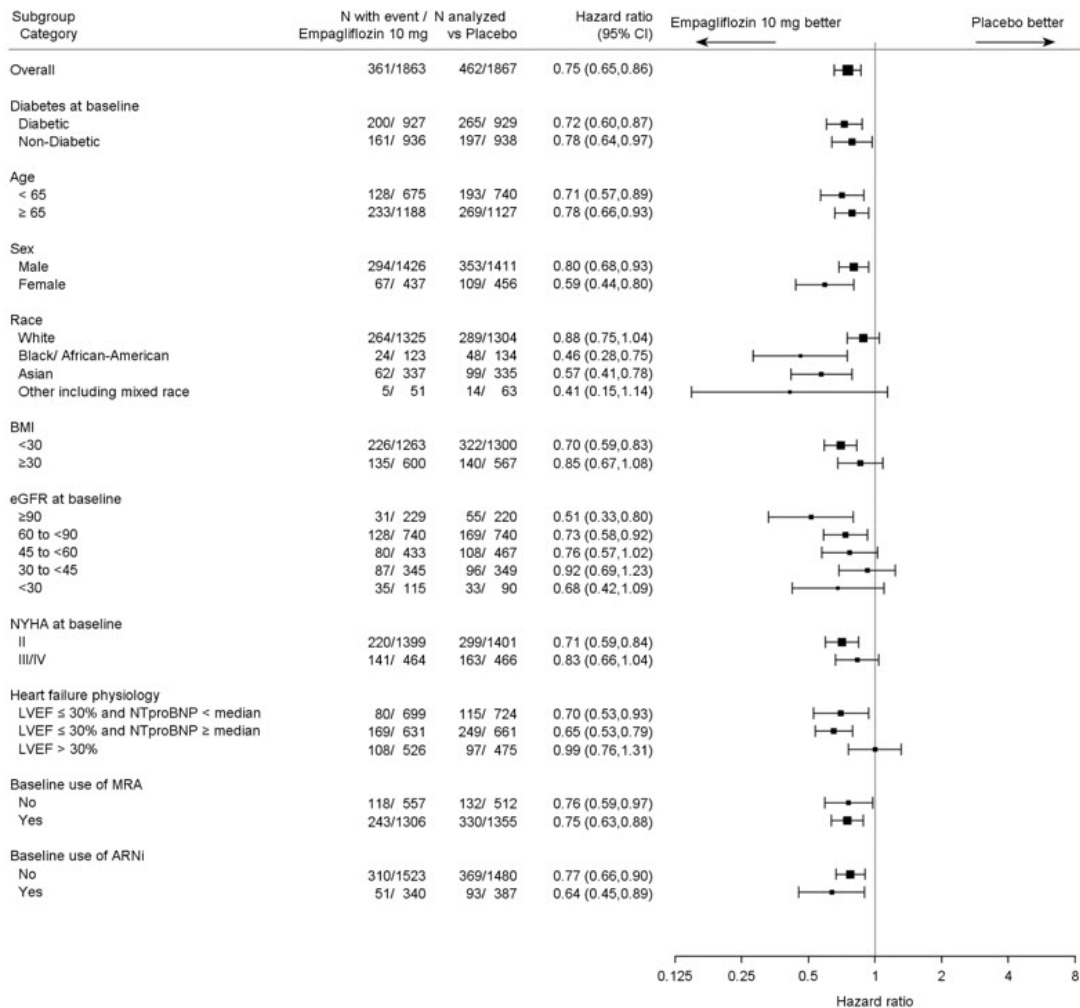 Subgroup N with event / N analyzed Hazard ratio Empagliflozin 10 mg better Placebo better
Category Empagliflozin 10 mg vs Placebo (95% CI)
Overall 361/1863 462/1867 0.75 (0.65,0.86)
Diabetes at baseline
Diabetic 200/ 927 265/ 929 0.72 (0.60,0.87)
Non-Diabetic 161/ 936 197/ 938 0.78 (0.64,0.97)
Age
< 65 128/ 675 193/ 740 0.71 (0.57,0.89)
≥ 65 233/1188 269/1127 0.78 (0.66,0.93)
Sex
Male 294/1426 353/1411 0.80 (0.68,0.93)
Female 67/ 437 109/ 456 0.59 (0.44,0.80)
Race
White 264/1325 289/1304 0.88 (0.75,1.04)
Black/ African-American 24/ 123 48/ 134 0.46 (0.28,0.75)
Asian 62/ 337 99/ 335 0.57 (0.41,0.78)
Other including mixed race 5/ 51 14/ 63 0.41 (0.15,1.14)
BMI
<30 226/1263 322/1300 0.70 (0.59,0.83)
≥30 135/ 600 140/ 567 0.85 (0.67,1.08)
eGFR at baseline
≥90 31/ 229 55/ 220 0.51 (0.33,0.80)
60 to <90 128/ 740 169/ 740 0.73 (0.58,0.92)
45 to <60 80/ 433 108/ 467 0.76 (0.57,1.02)
30 to <45 87/ 345 96/ 349 0.92 (0.69,1.23)
<30 35/ 115 33/ 90 0.68 (0.42,1.09)
NYHA at baseline
II 220/1399 299/1401 0.71 (0.59,0.84)
III/IV 141/ 464 163/ 466 0.83 (0.66,1.04)
Heart failure physiology
LVEF ≤ 30% and NTproBNP < median 80/ 699 115/ 724 0.70 (0.53,0.93)
LVEF ≤ 30% and NTproBNP ≥ median 169/ 631 249/ 661 0.65 (0.53,0.79)
LVEF > 30% 108/ 526 97/ 475 0.99 (0.76,1.31)
Baseline use of MRA
No 118/ 557 132/ 512 0.76 (0.59,0.97)
Yes 243/1306 330/1355 0.75 (0.63,0.88)
Baseline use of ARNi
No 310/1523 369/1480 0.77 (0.66,0.90)
Yes 51/ 340 93/ 387 0.64 (0.45,0.89)
0.125 0.25 0.5 1 2 4 8
Hazard ratio